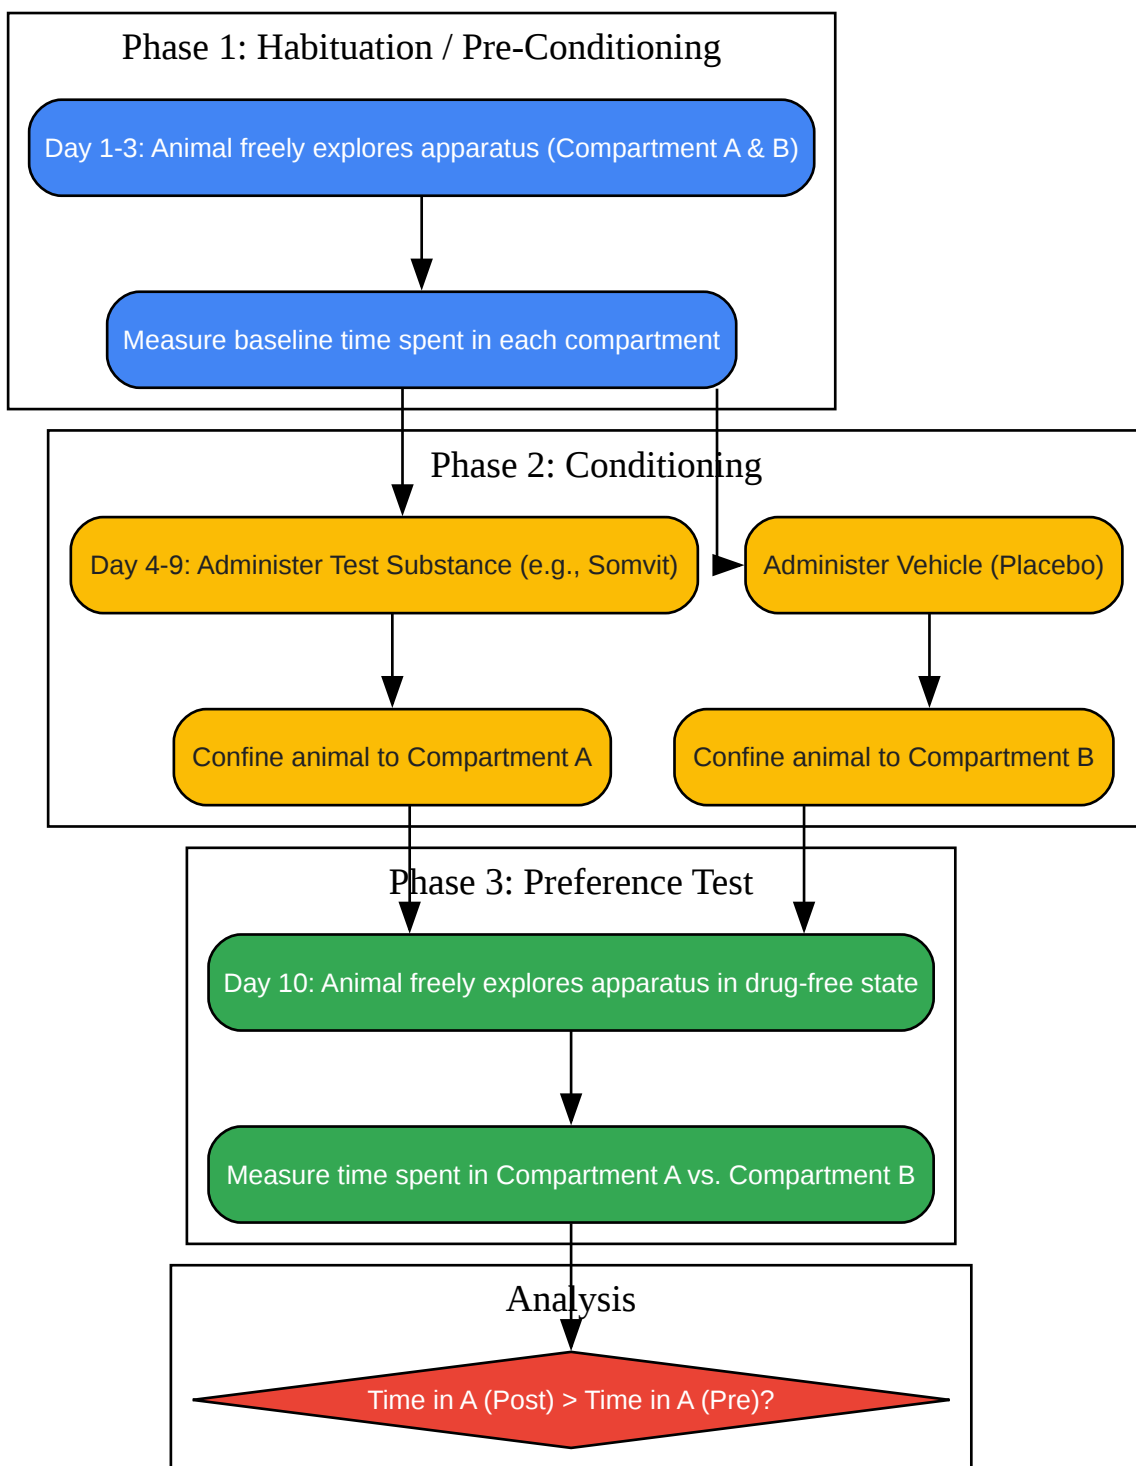 Phase 1: Habituation / Pre-Conditioning
Day 1-3: Animal freely explores apparatus (Compartment A & B)
Measure baseline time spent in each compartment
Phase 2: Conditioning
Day 4-9: Administer Test Substance (e.g., Somvit)
Administer Vehicle (Placebo)
Confine animal to Compartment A
Confine animal to Compartment B
Phase 3: Preference Test
Day 10: Animal freely explores apparatus in drug-free state
Measure time spent in Compartment A vs. Compartment B
Analysis
Time in A (Post) > Time in A (Pre)?